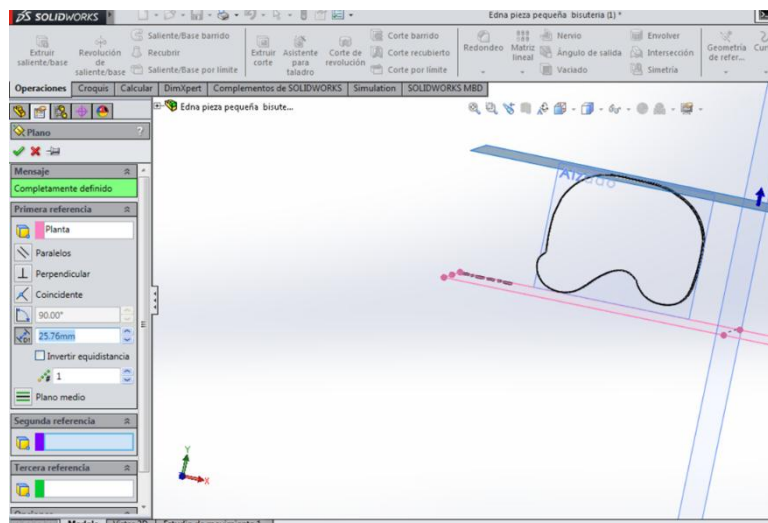 SOLIDWORKS
Edna pieza pequeña bisuteria (1) *
Extruir saliente/base
Revolución de saliente/base
Saliente/Base barrido
Recubrir
Saliente/Base por límite
Extruir corte
Asistente para taladro
Corte de revolución
Corte barrido
Corte recubierto
Corte por límite
Redondeo
Matriz lineal
Nervio
Ángulo de salida
Vaciado
Envolver
Intersección
Simetría
Geometría de refer...
Operaciones Croquis Calcular DimXpert Complementos de SOLIDWORKS Simulation SOLIDWORKS MBD
Edna pieza pequeña bisute...
Plano ?
Mensaje
Completamente definido
Primera referencia
Planta
Paralelos
Perpendicular
Coincidente
90.00°
25.76mm
Invertir equidistancia
1
Plano medio
Segunda referencia
Tercera referencia
Alzado
Y
X